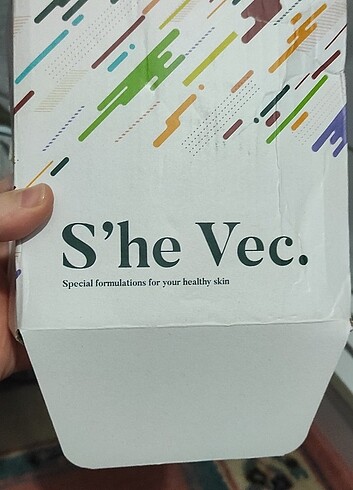 S'he Vec.
Special formulations for your healthy skin